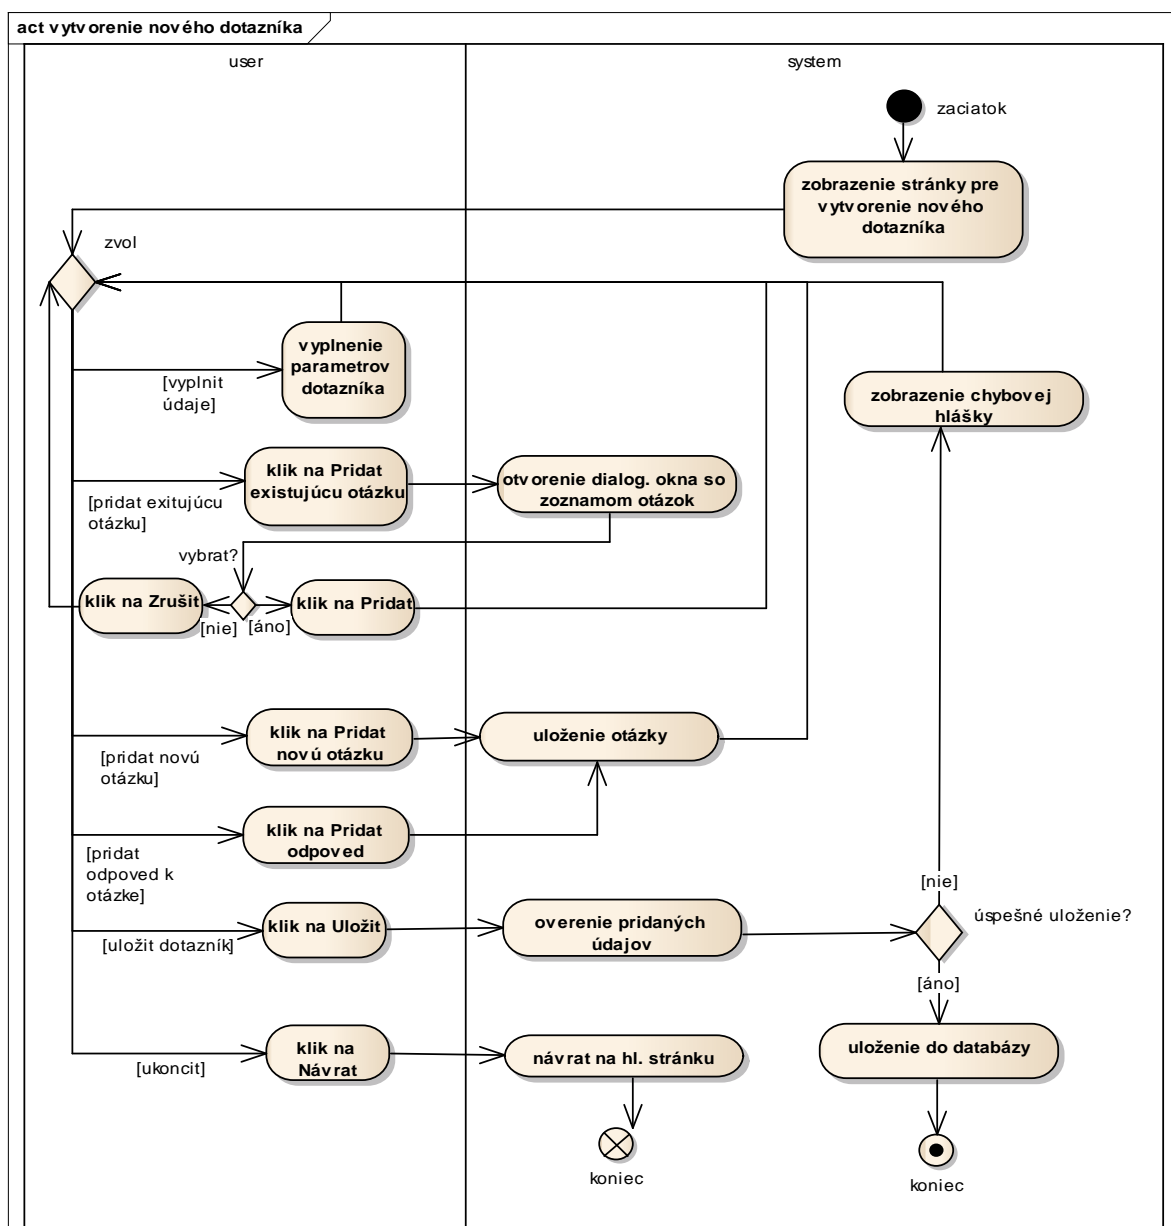 act vytvorenie nového dotazníka
user
system
zaciatok
zobrazenie stránky pre
vytvorenie nového
dotazníka
zvol
vyplnenie
parametrov
dotazníka
[vyplnit
údaje]
zobrazenie chybovej
hlášky
klik na Pridat
existujúcu otázku
otvorenie dialog. okna so
zoznamom otázok
[pridat exitujúcu
otázku]
vybrat?
klik na Zrušit
klik na Pridat
[nie]
[áno]
klik na Pridat
novú otázku
uloženie otázky
[pridat novú
otázku]
klik na Pridat
odpoved
[pridat
odpoved k
otázke]
[nie]
úspešné uloženie?
klik na Uložit
overenie pridaných
údajov
[uložit dotazník]
[áno]
klik na
Návrat
návrat na hl. stránku
uloženie do databázy
[ukoncit]
koniec
koniec